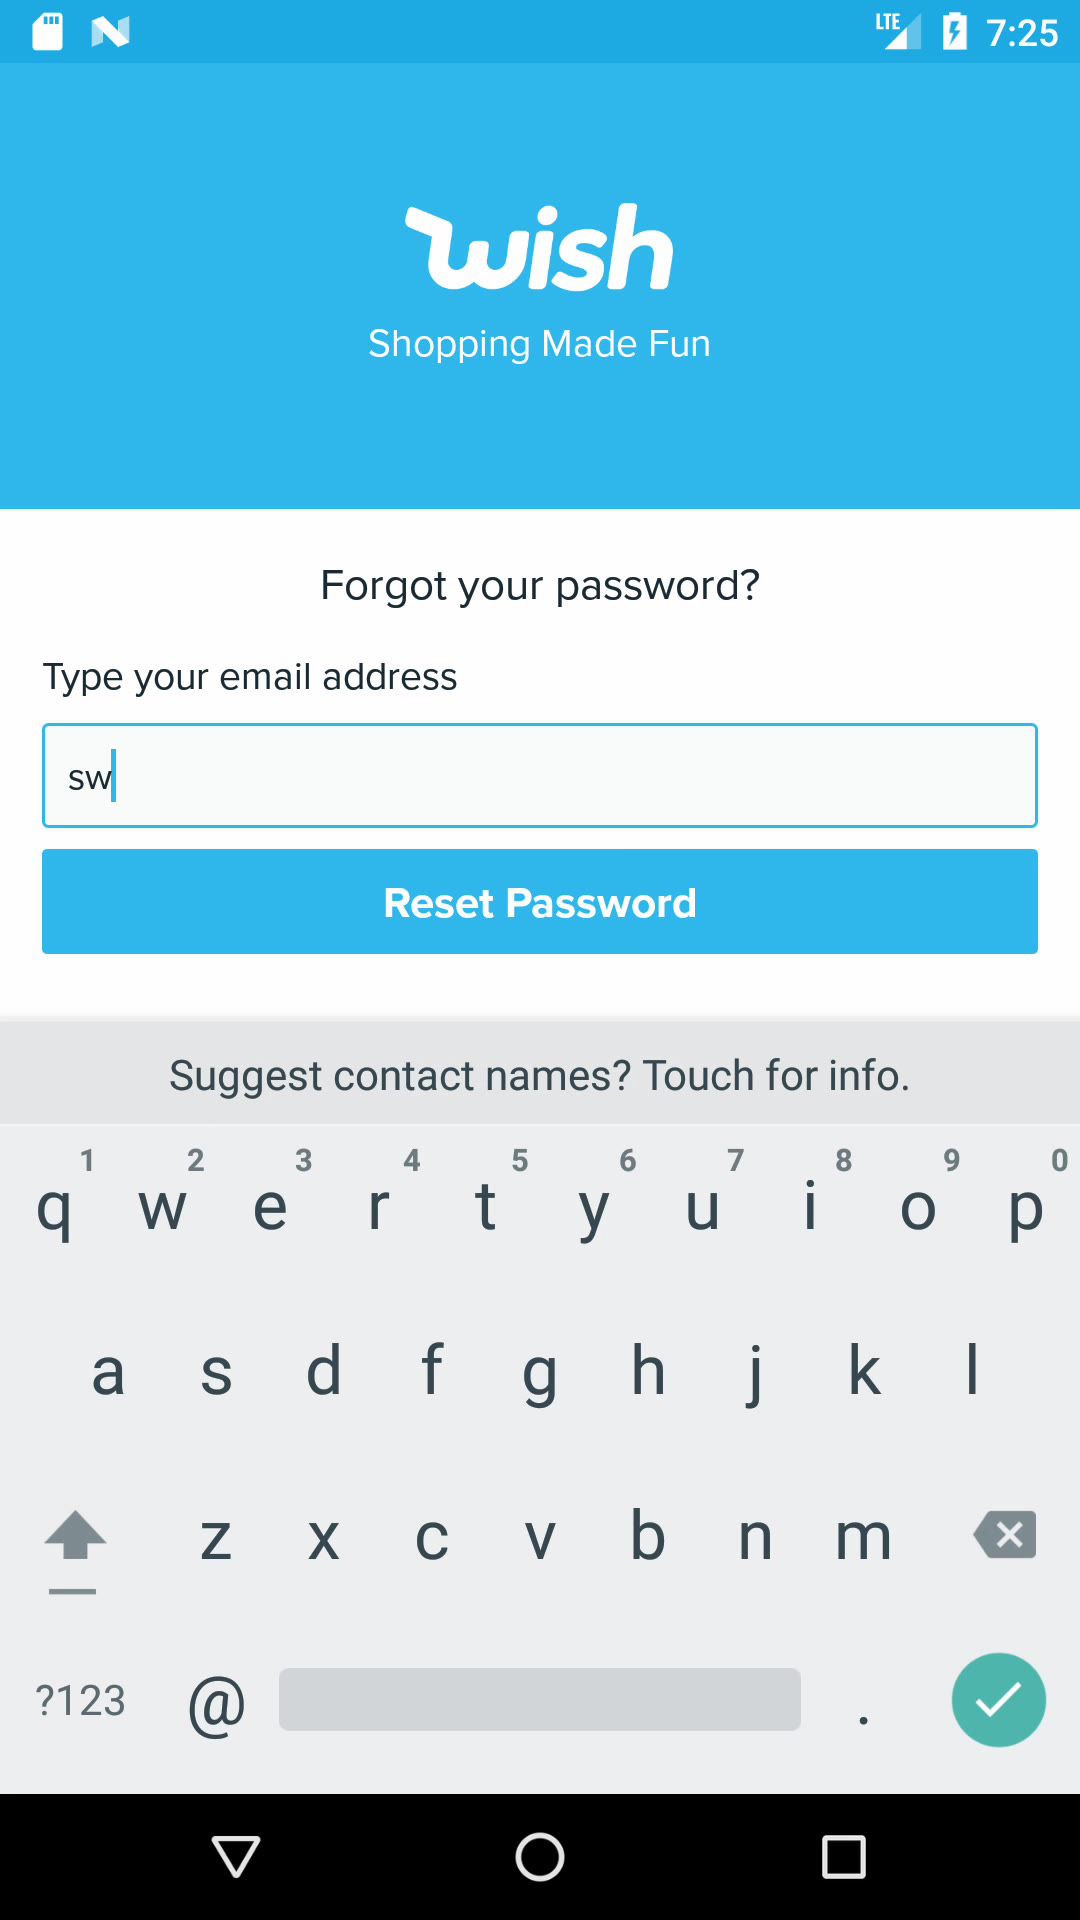 LTE 7:25
wish
Shopping Made Fun
Forgot your password?
Type your email address
sw
Reset Password
Suggest contact names? Touch for info.
1 2 3 4 5 6 7 8 9 0
q w e r t y u i o p
a s d f g h j k l
z x c v b n m
?123 @ .